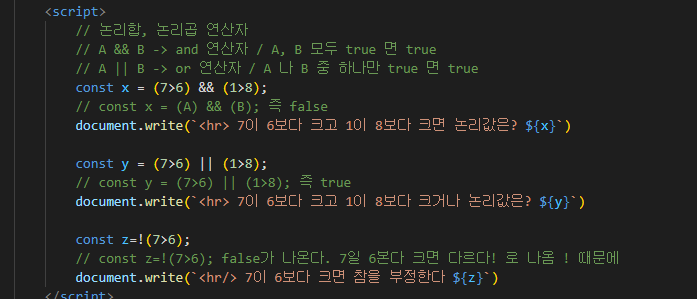 <script>
// 논리합, 논리곱 연산자
// A && B -> and 연산자 / A, B 모두 true 면 true
// A || B -> or 연산자 / A 나 B 중 하나만 true 면 true
const x = (7>6) && (1>8);
// const x = (A) && (B); 즉 false
document.write(`<hr> 7이 6보다 크고 1이 8보다 크면 논리값은? ${x}`)
const y = (7>6) || (1>8);
// const y = (7>6) || (1>8); 즉 true
document.write(`<hr> 7이 6보다 크고 1이 8보다 크거나 논리값은? ${y}`)
const z=!(7>6);
// const z=!(7>6); false가 나온다. 7일 6본다 크면 다르다! 로 나옴 ! 때문에
document.write(`<hr/> 7이 6보다 크면 참을 부정한다 ${z}`)
</script>